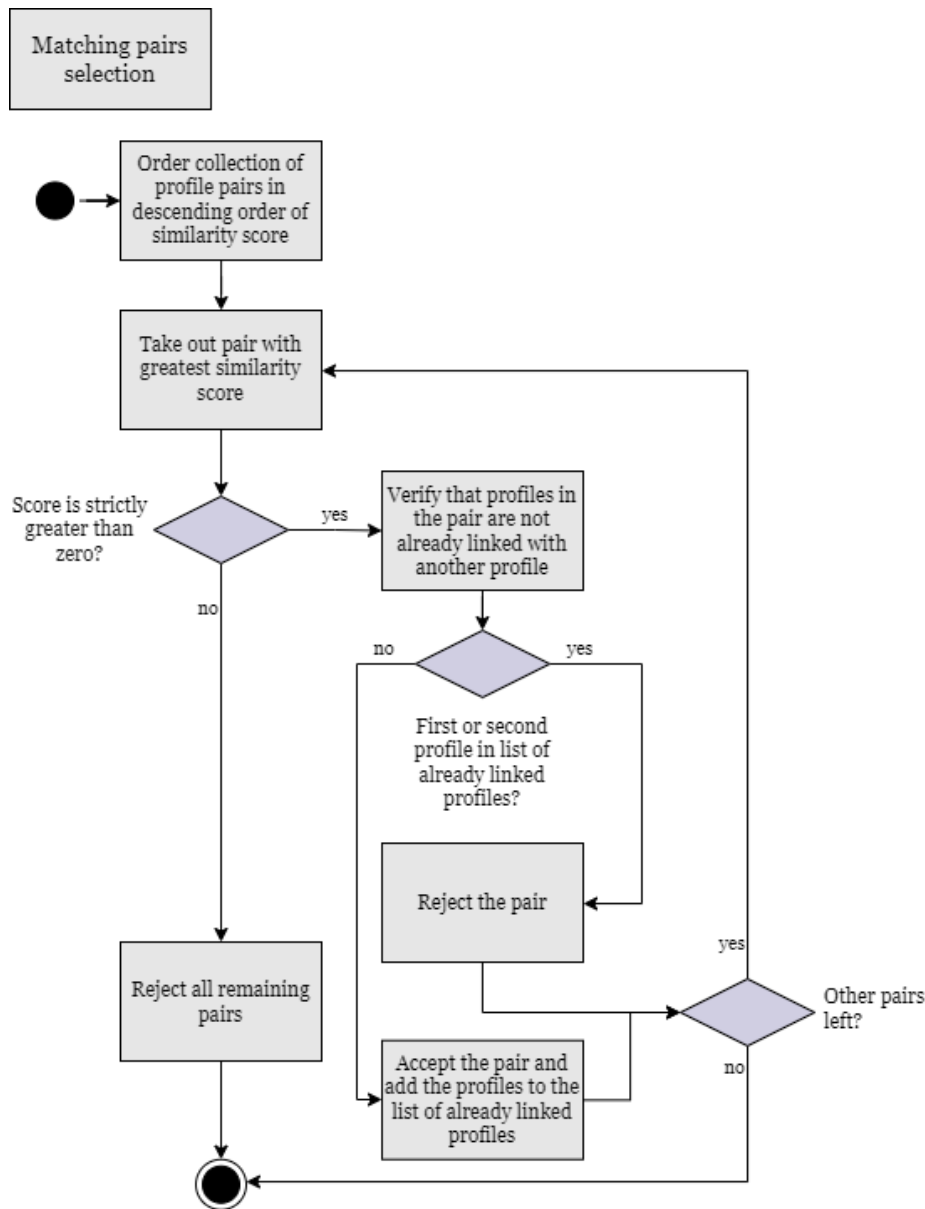 Matching pairs
selection
Order collection of
profile pairs in
descending order of
similarity score
Take out pair with
greatest similarity
score
Score is strictly
greater than
zero?
yes
Verify that profiles in
the pair are not
already linked with
another profile
no
no
yes
First or second
profile in list of
already linked
profiles?
Reject the pair
yes
Reject all remaining
pairs
Other pairs
left?
no
Accept the pair and
add the profiles to the
list of already linked
profiles